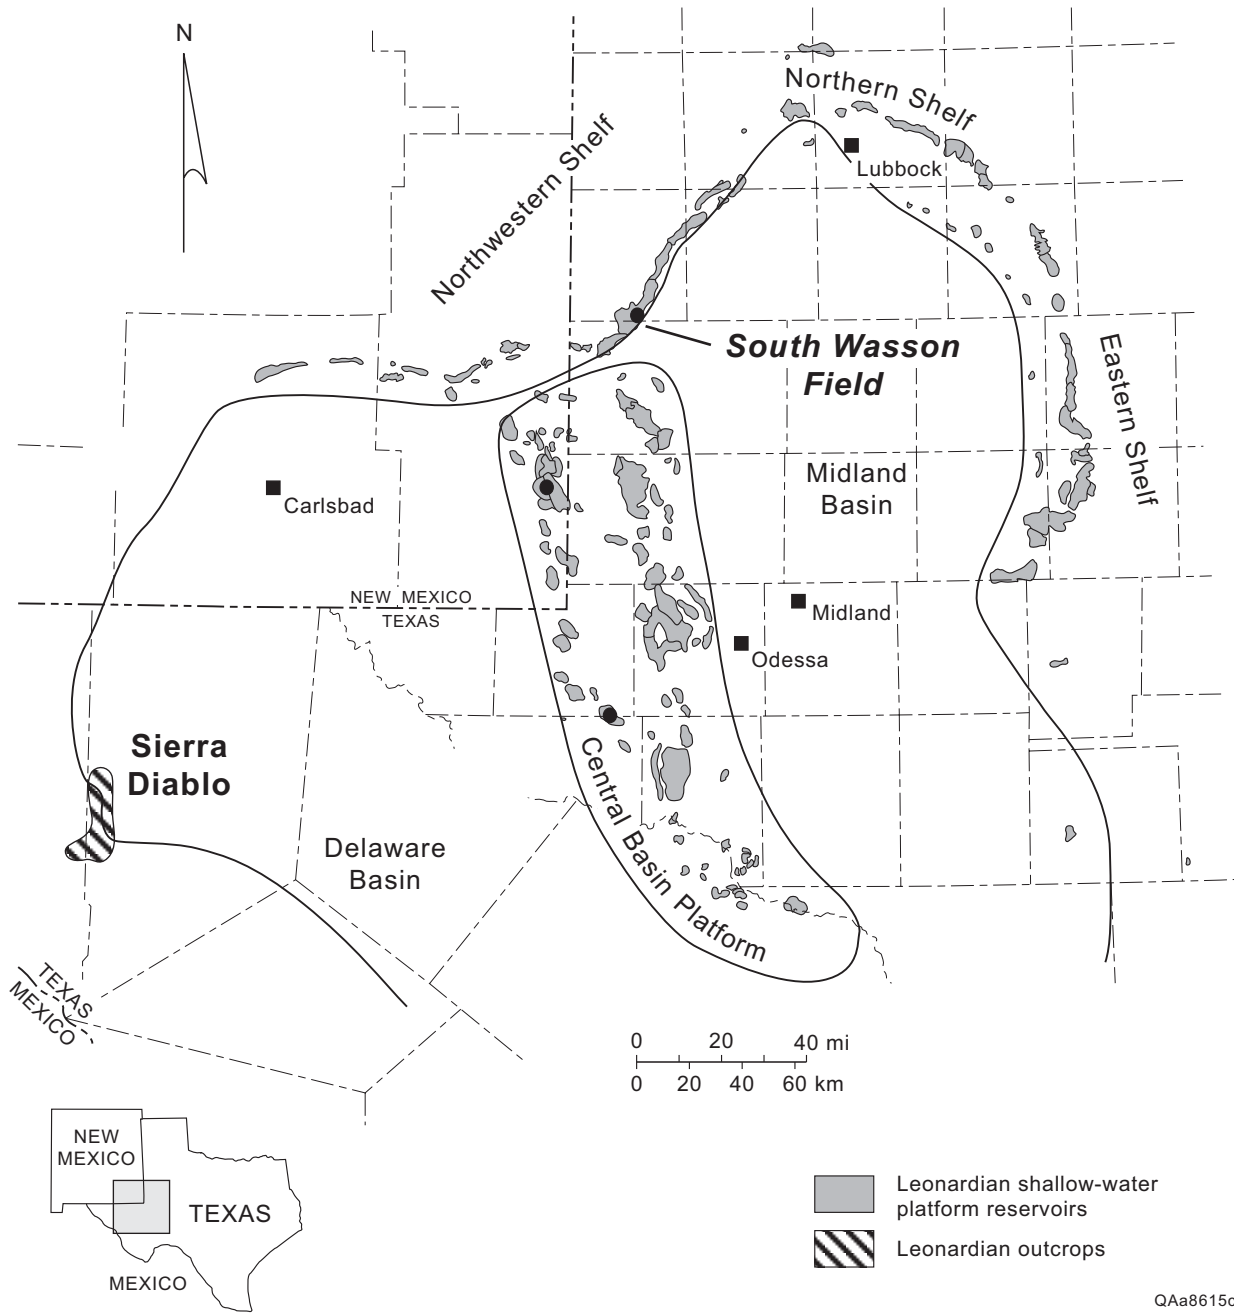 N
Northern Shelf
Lubbock
Northwestern Shelf
South Wasson
Field
Eastern Shelf
Midland
Basin
Carlsbad
NEW MEXICO
TEXAS
Midland
Odessa
Sierra
Diablo
Central Basin Platform
Delaware
Basin
TEXAS
MEXICO
0 20 40 mi
0 20 40 60 km
NEW
MEXICO
TEXAS
MEXICO
Leonardian shallow-water
platform reservoirs
Leonardian outcrops
QAa8615c